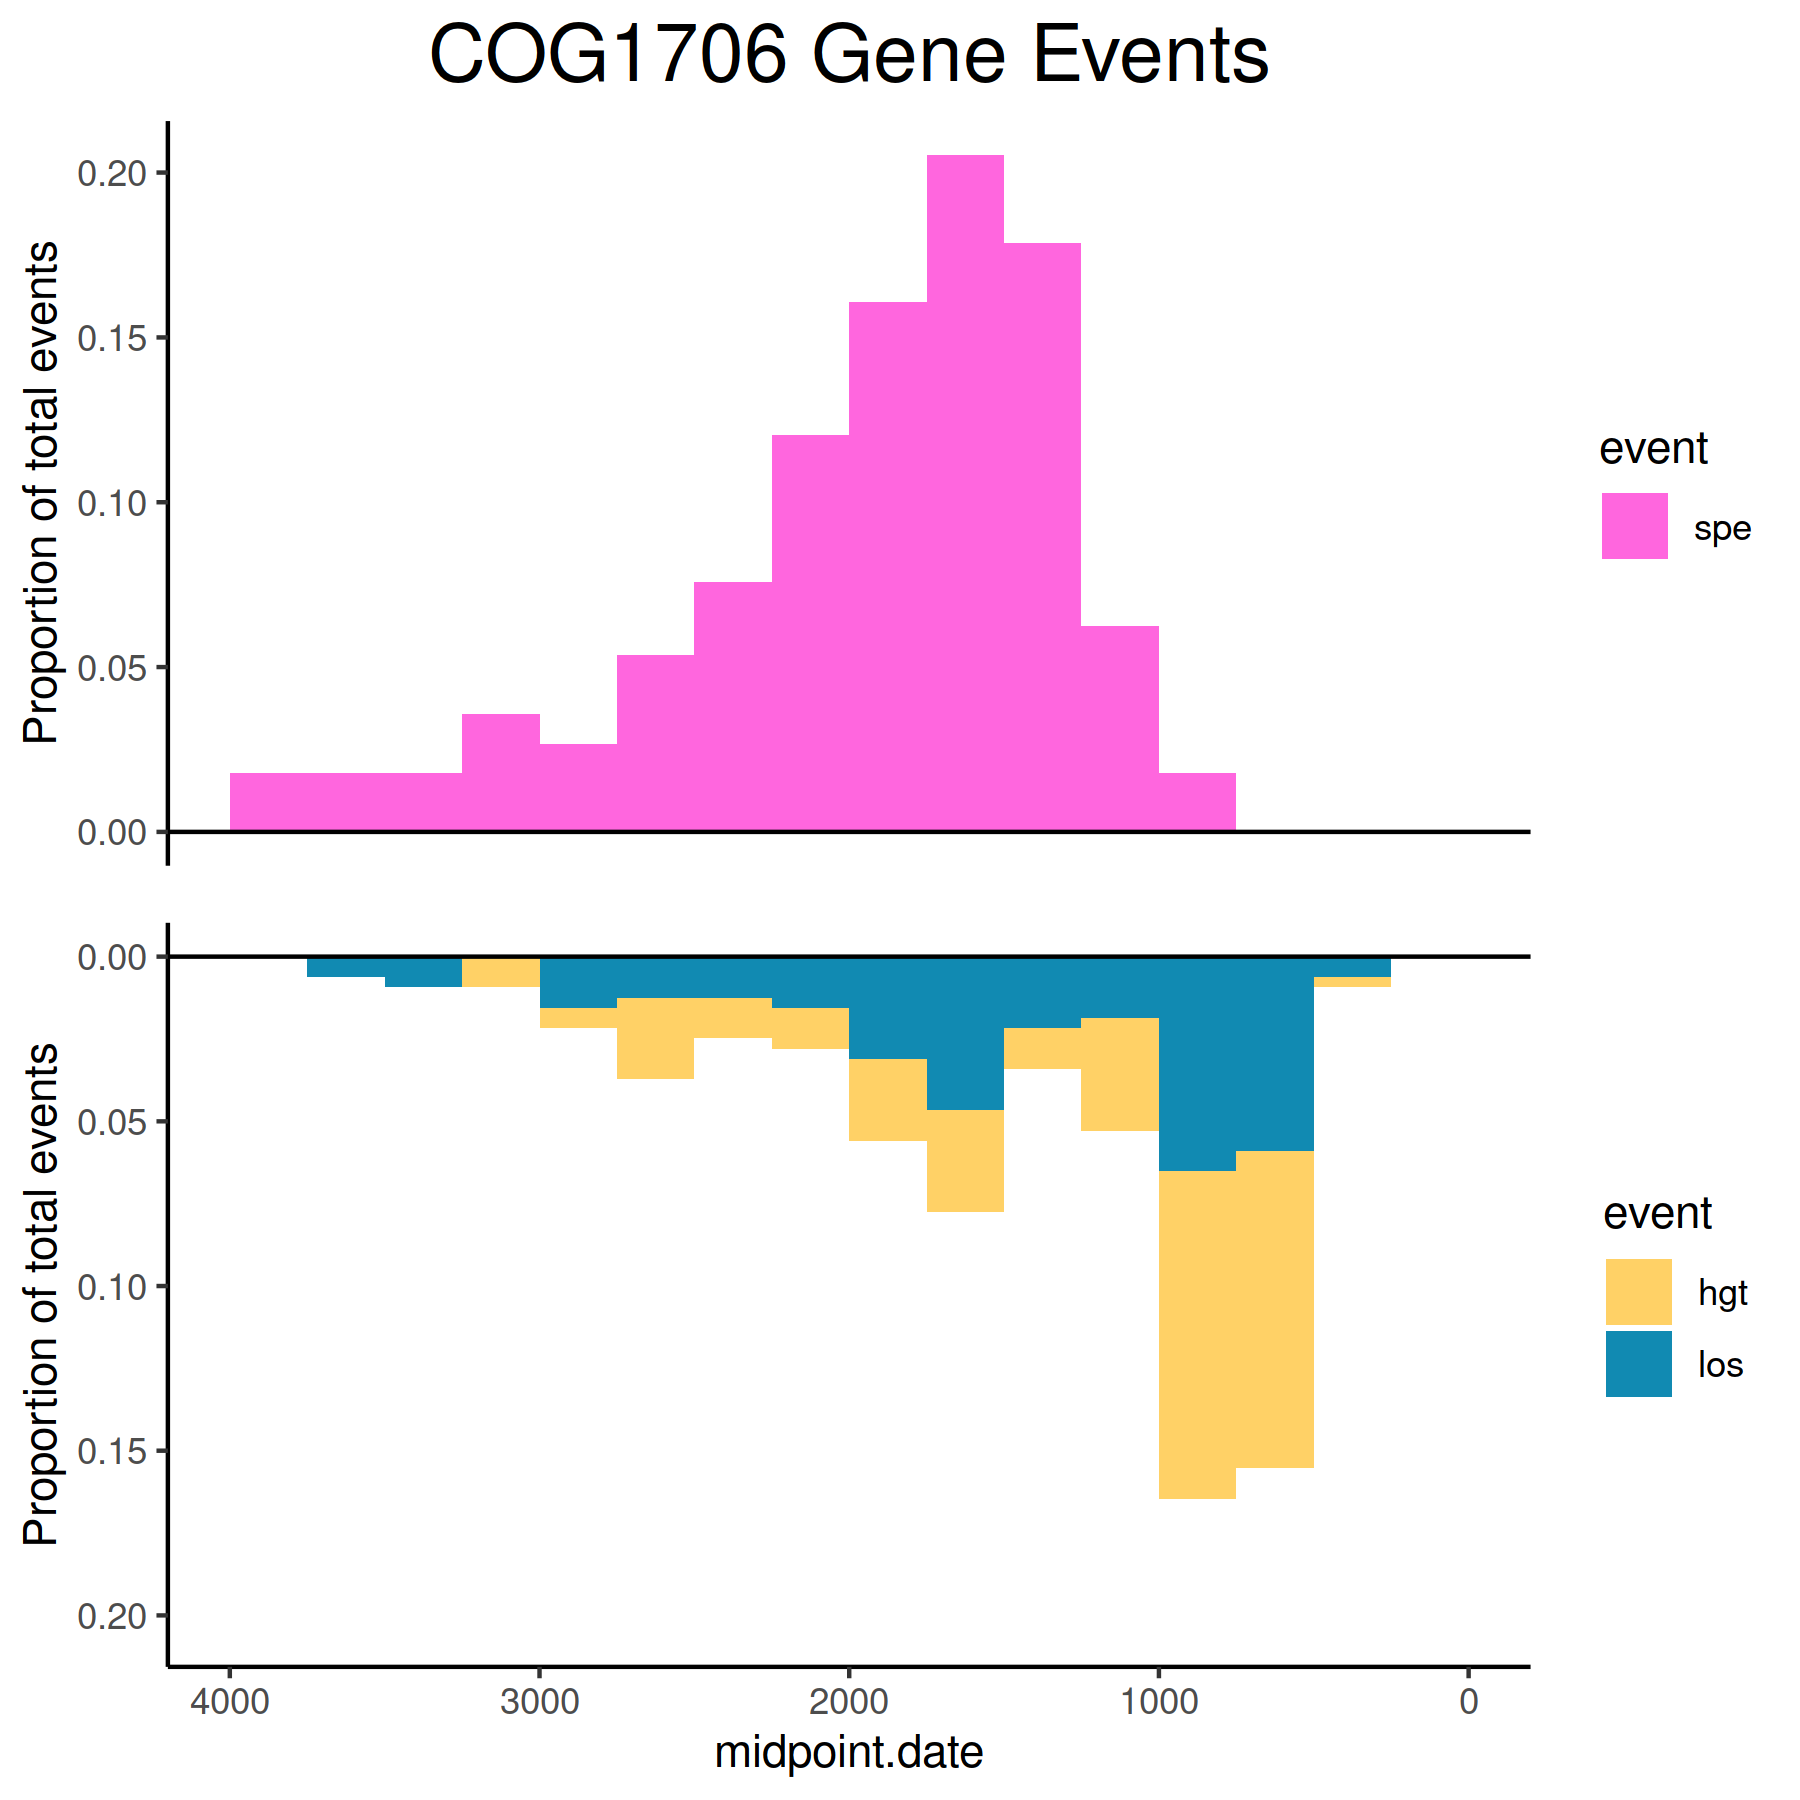 COG1706 Gene Events
Proportion of total events
0.20
0.15
0.10
0.05
0.00
event
spe
Proportion of total events
0.00
0.05
0.10
0.15
0.20
event
hgt
los
4000 3000 2000 1000 0
midpoint.date